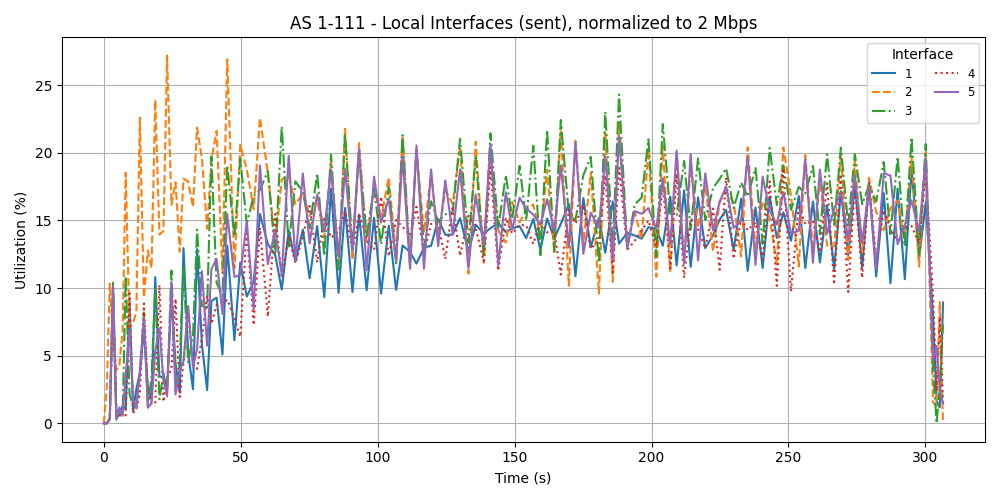 AS 1-111 - Local Interfaces (sent), normalized to 2 Mbps
Utilization (%)
25
20
15
10
5
0
0 50 100 150 200 250 300
Time (s)
Interface
1 4
2 5
3